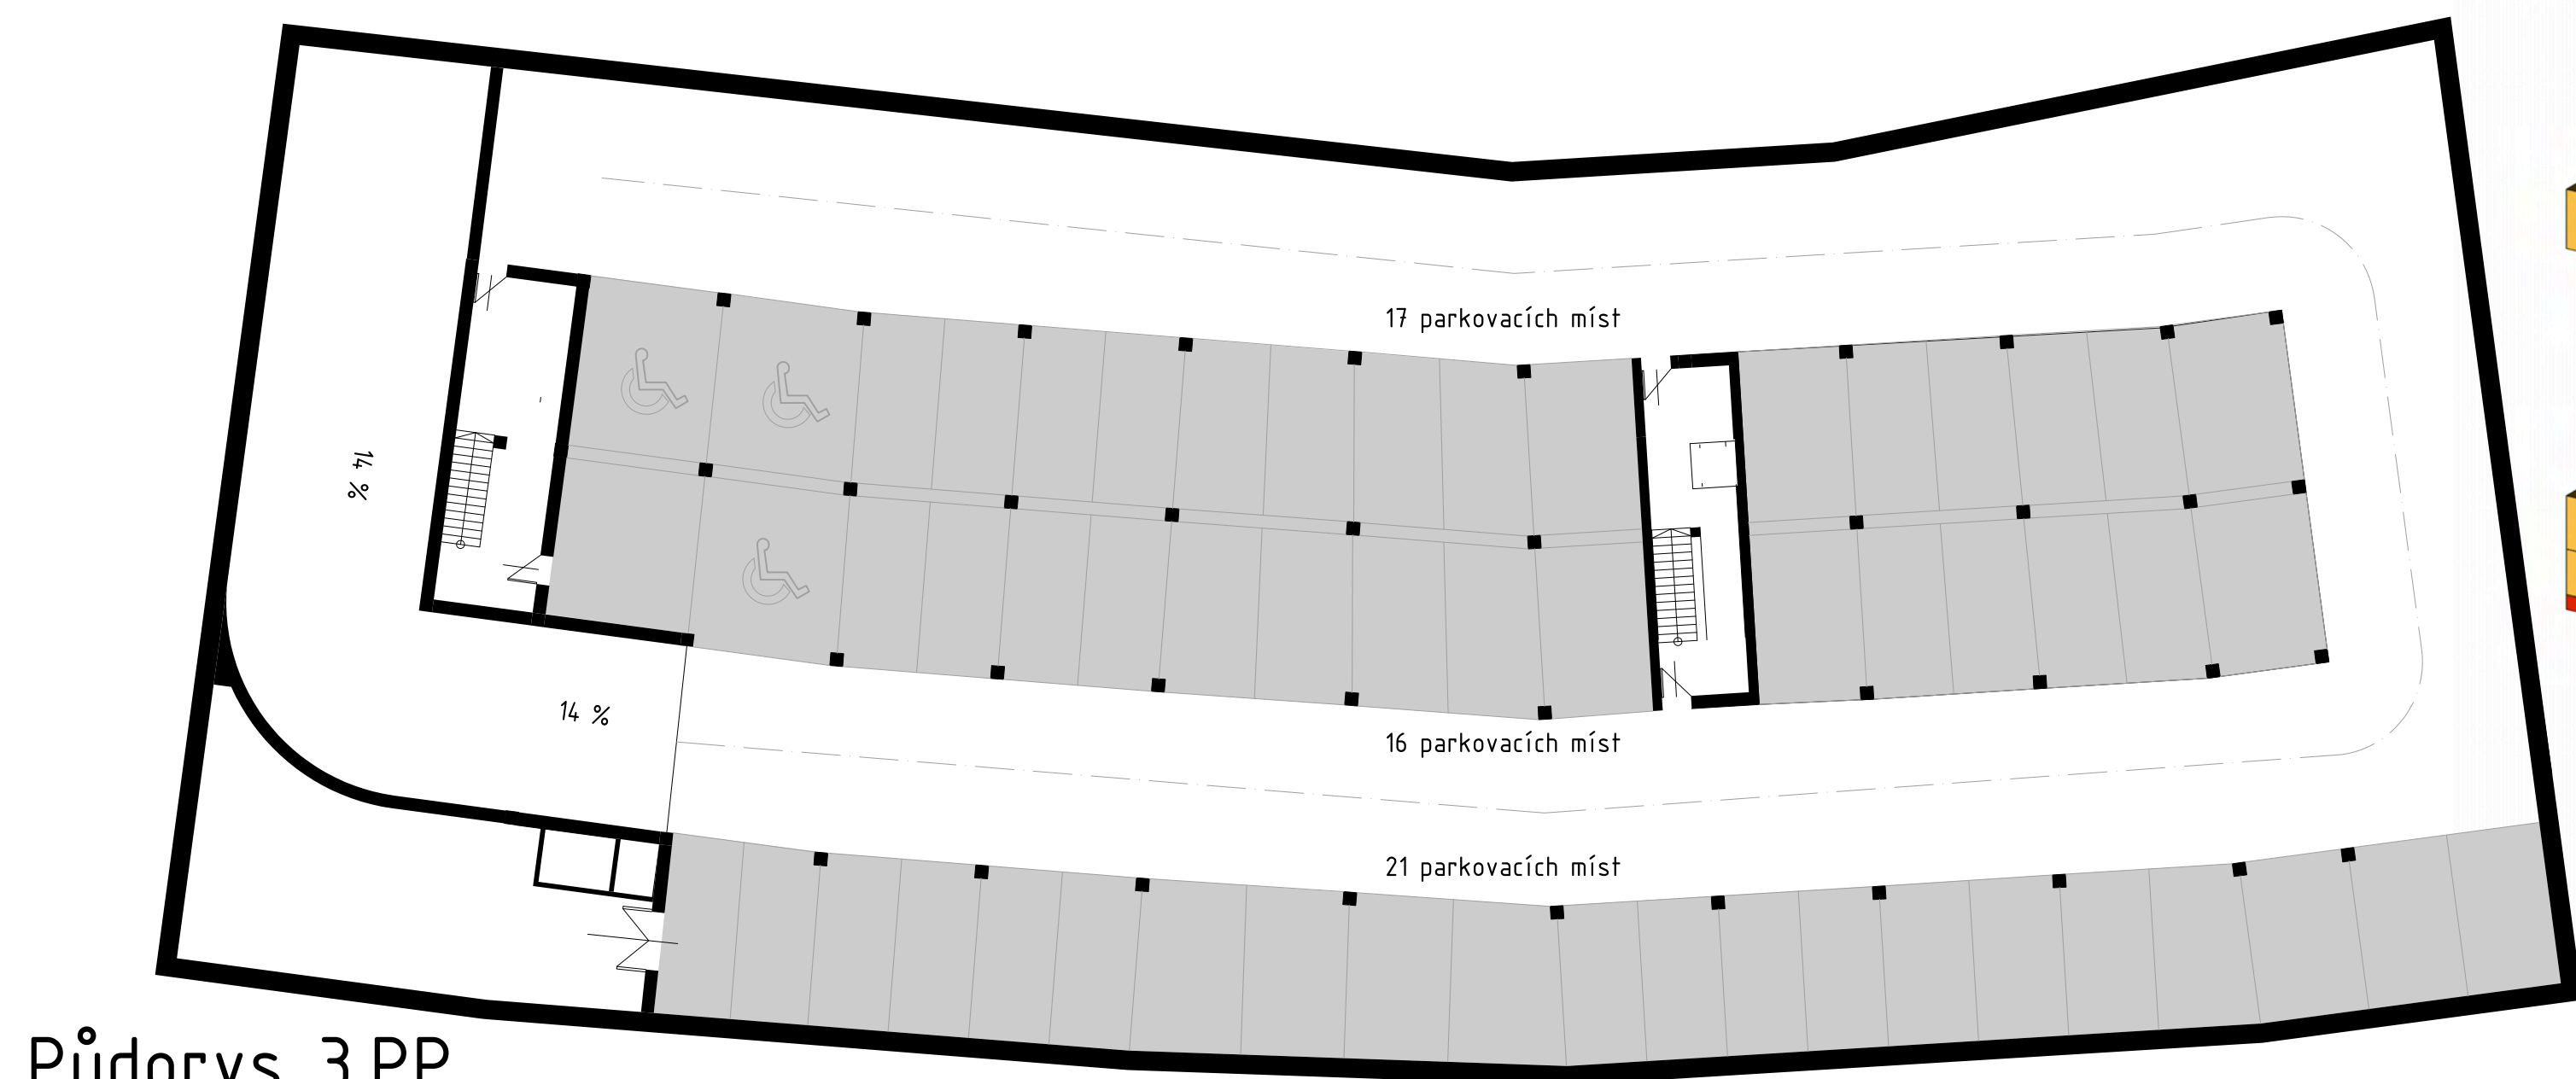 17 parkovacích míst
14 %
14 %
16 parkovacích míst
21 parkovacích míst
Půdorys 3.PP